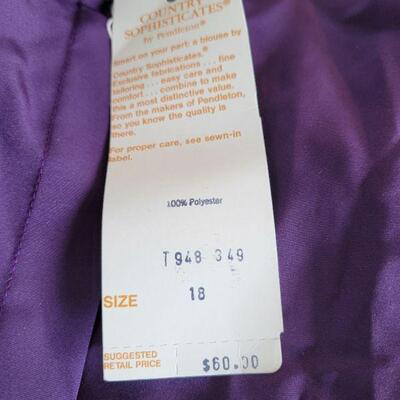 COUNTRY
SOPHISTICATES®
by Pendleton®
Smart on your part: a blouse by
Country Sophisticates.®
Exclusive fabrications... fine
tailoring... easy care and
comfort... combine to make
this a most distinctive value.
From the makers of Pendleton,
so you know the quality is
there.
For proper care, see sewn-in
label.
100% Polyester
T948 349
SIZE 18
SUGGESTED
RETAIL PRICE $60.00